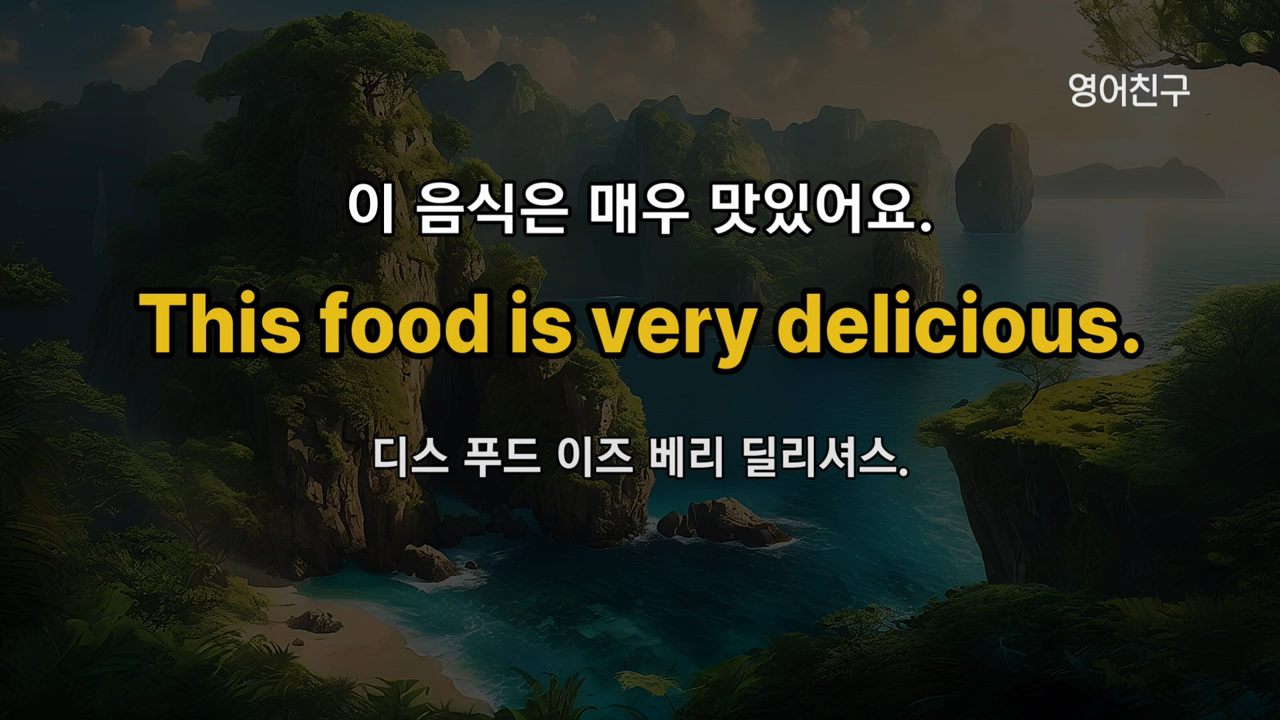 영어친구
이 음식은 매우 맛있어요.
This food is very delicious.
디스 푸드 이즈 베리 딜리셔스.